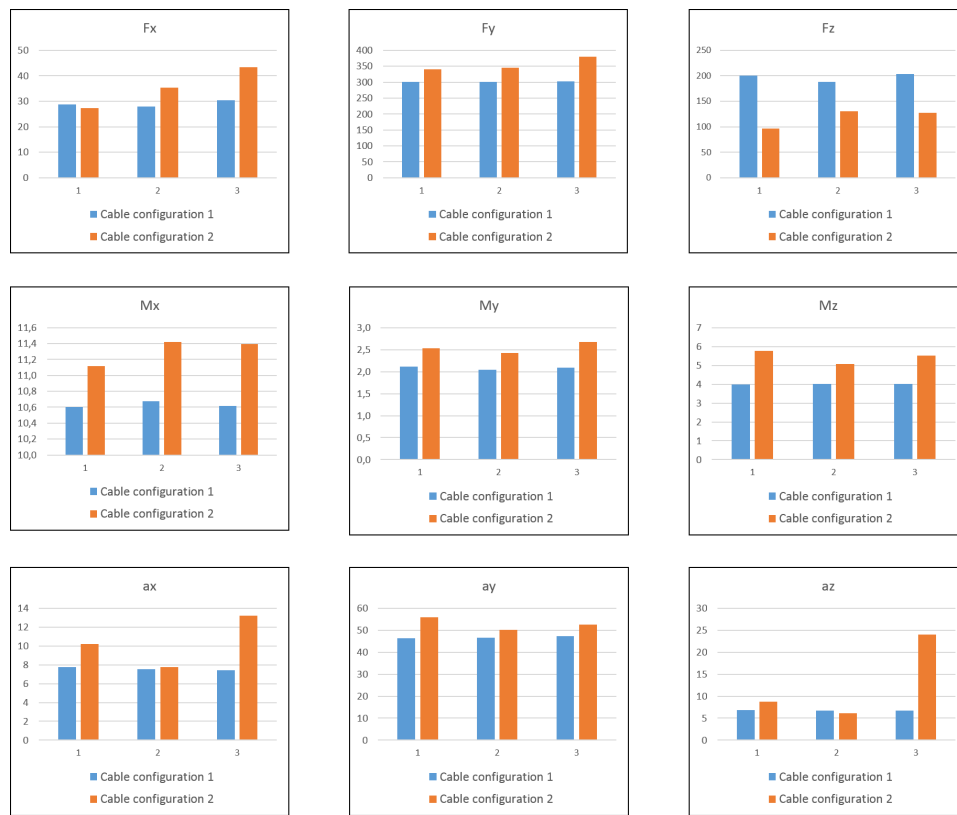 Fx
50
40
30
20
10
0
1 2 3
Cable configuration 1
Cable configuration 2
Fy
400
350
300
250
200
150
100
50
0
1 2 3
Cable configuration 1
Cable configuration 2
Fz
250
200
150
100
50
0
1 2 3
Cable configuration 1
Cable configuration 2
Mx
11,6
11,4
11,2
11,0
10,8
10,6
10,4
10,2
10,0
1 2 3
Cable configuration 1
Cable configuration 2
My
3,0
2,5
2,0
1,5
1,0
0,5
0,0
1 2 3
Cable configuration 1
Cable configuration 2
Mz
7
6
5
4
3
2
1
0
1 2 3
Cable configuration 1
Cable configuration 2
ax
14
12
10
8
6
4
2
0
1 2 3
Cable configuration 1
Cable configuration 2
ay
60
50
40
30
20
10
0
1 2 3
Cable configuration 1
Cable configuration 2
az
30
25
20
15
10
5
0
1 2 3
Cable configuration 1
Cable configuration 2